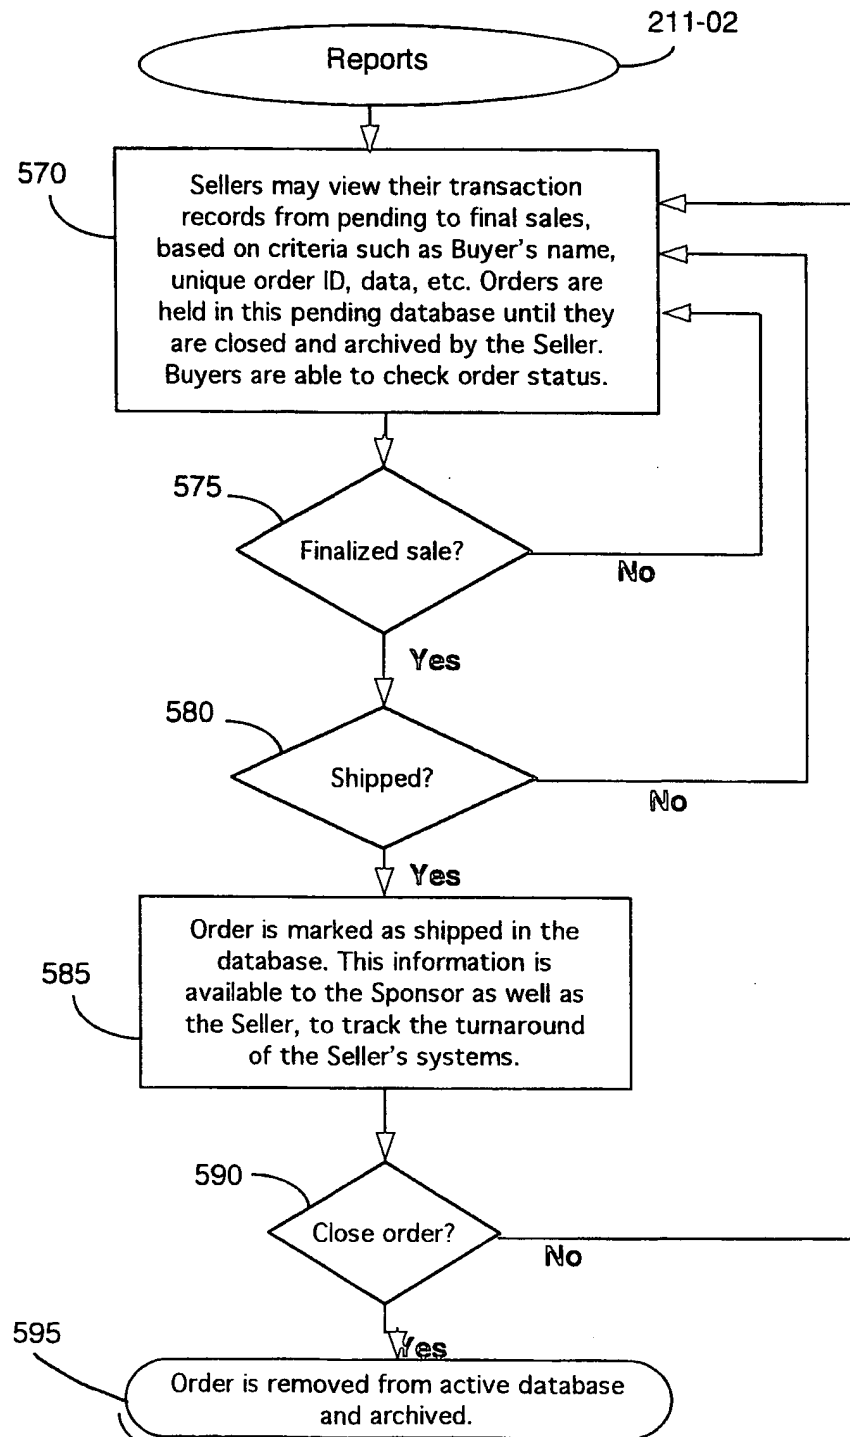 211-02
Reports
570
Sellers may view their transaction
records from pending to final sales,
based on criteria such as Buyer's name,
unique order ID, data, etc. Orders are
held in this pending database until they
are closed and archived by the Seller.
Buyers are able to check order status.
575
Finalized sale?
No
Yes
580
Shipped?
No
Yes
Order is marked as shipped in the
database. This information is
available to the Sponsor as well as
the Seller, to track the turnaround
of the Seller's systems.
585
590
Close order?
No
Yes
595
Order is removed from active database
and archived.